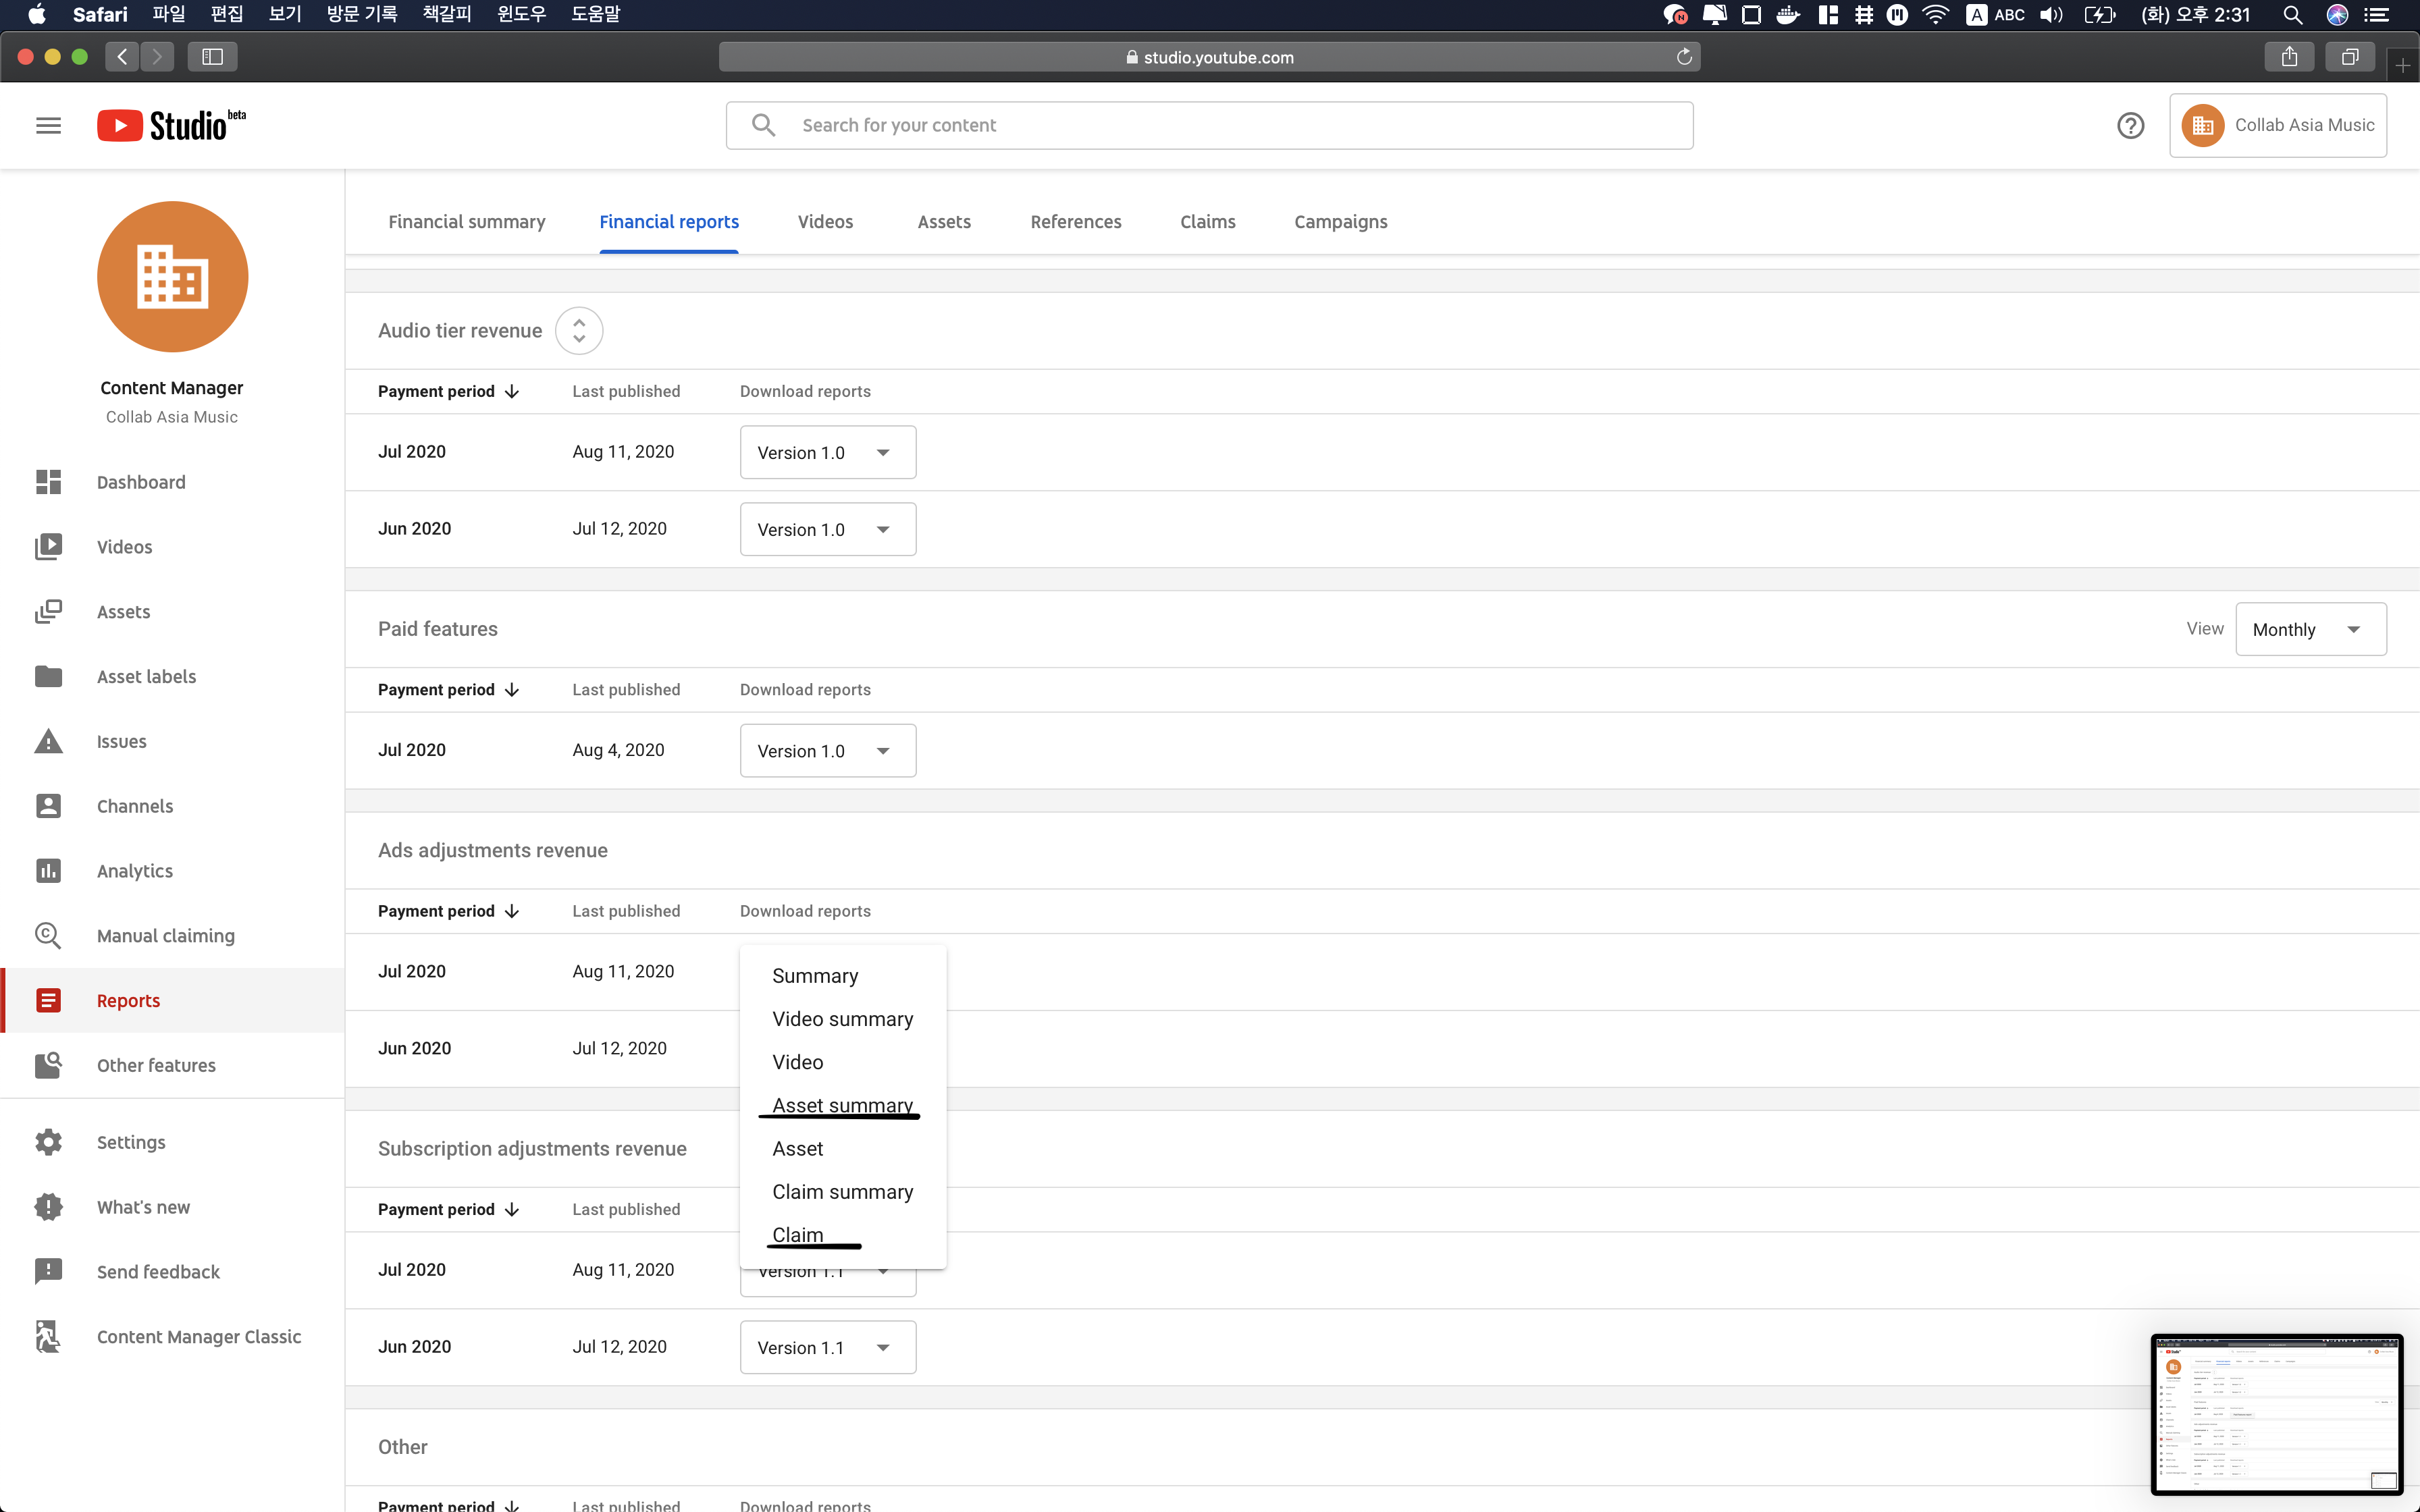 Safari 파일 편집 보기 방문 기록 책갈피 윈도우 도움말 A ABC (화) 오후 2:31
studio.youtube.com
Studio beta
Search for your content
Collab Asia Music
Content Manager
Collab Asia Music
Dashboard
Videos
Assets
Asset labels
Issues
Channels
Analytics
Manual claiming
Reports
Other features
Settings
What's new
Send feedback
Content Manager Classic
Financial summary Financial reports Videos Assets References Claims Campaigns
Audio tier revenue
Payment period Last published Download reports
Jul 2020 Aug 11, 2020 Version 1.0
Jun 2020 Jul 12, 2020 Version 1.0
Paid features View Monthly
Payment period Last published Download reports
Jul 2020 Aug 4, 2020 Version 1.0
Ads adjustments revenue
Payment period Last published Download reports
Jul 2020 Aug 11, 2020
Jun 2020 Jul 12, 2020
Summary
Video summary
Video
Asset summary
Asset
Claim summary
Claim
Subscription adjustments revenue
Payment period Last published
Jul 2020 Aug 11, 2020 Version 1.1
Jun 2020 Jul 12, 2020 Version 1.1
Other
Payment period Last published Download reports